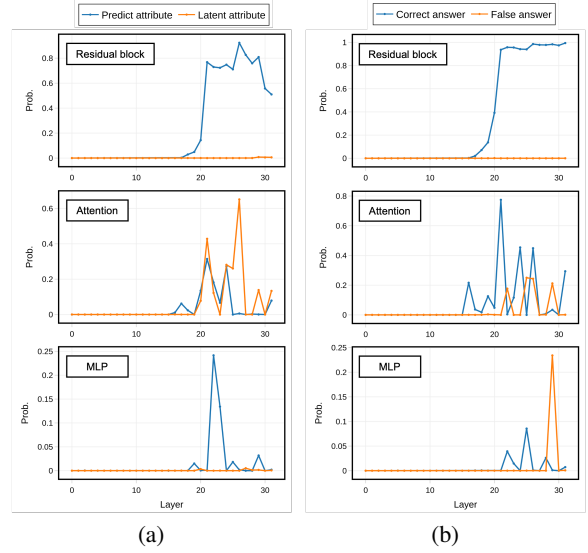 Predict attribute Latent attribute
Residual block
Prob.
0.8
0.6
0.4
0.2
0
0 10 20 30
Attention
Prob.
0.6
0.4
0.2
0
0 10 20 30
MLP
Prob.
0.25
0.2
0.15
0.1
0.05
0
0 10 20 30
Layer
(a)
Correct answer False answer
Residual block
Prob.
1
0.8
0.6
0.4
0.2
0
0 10 20 30
Attention
Prob.
0.8
0.6
0.4
0.2
0
0 10 20 30
MLP
Prob.
0.25
0.2
0.15
0.1
0.05
0
0 10 20 30
Layer
(b)